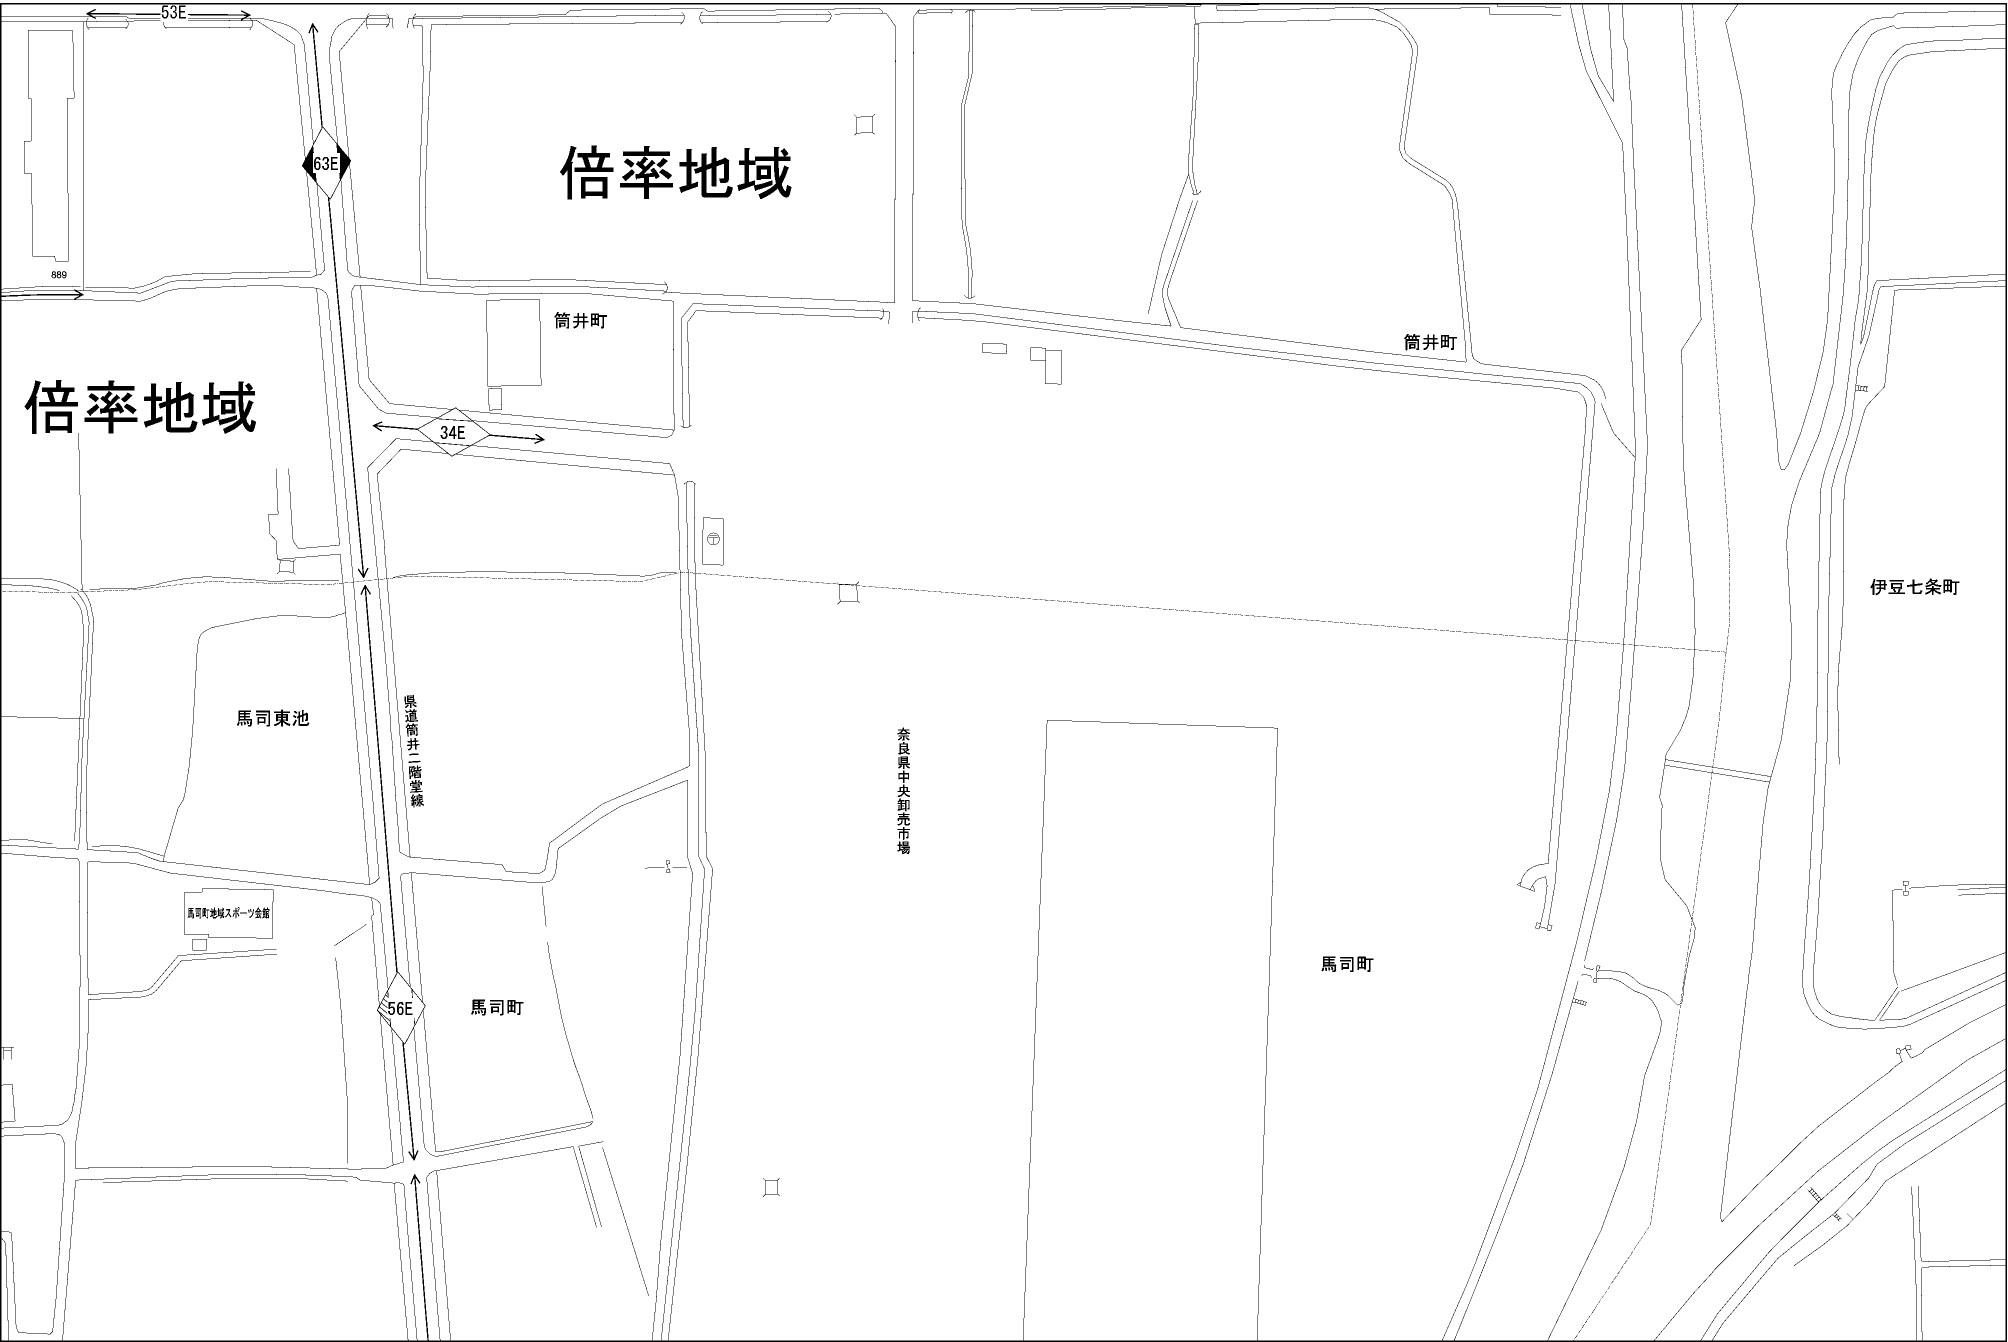 53E
63E
倍率地域
889
筒井町
筒井町
倍率地域
34E
伊豆七条町
馬司東池
県道筒井二階堂線
奈良県中央卸売市場
馬司町地域スポーツ会館
馬司町
馬司町
56E